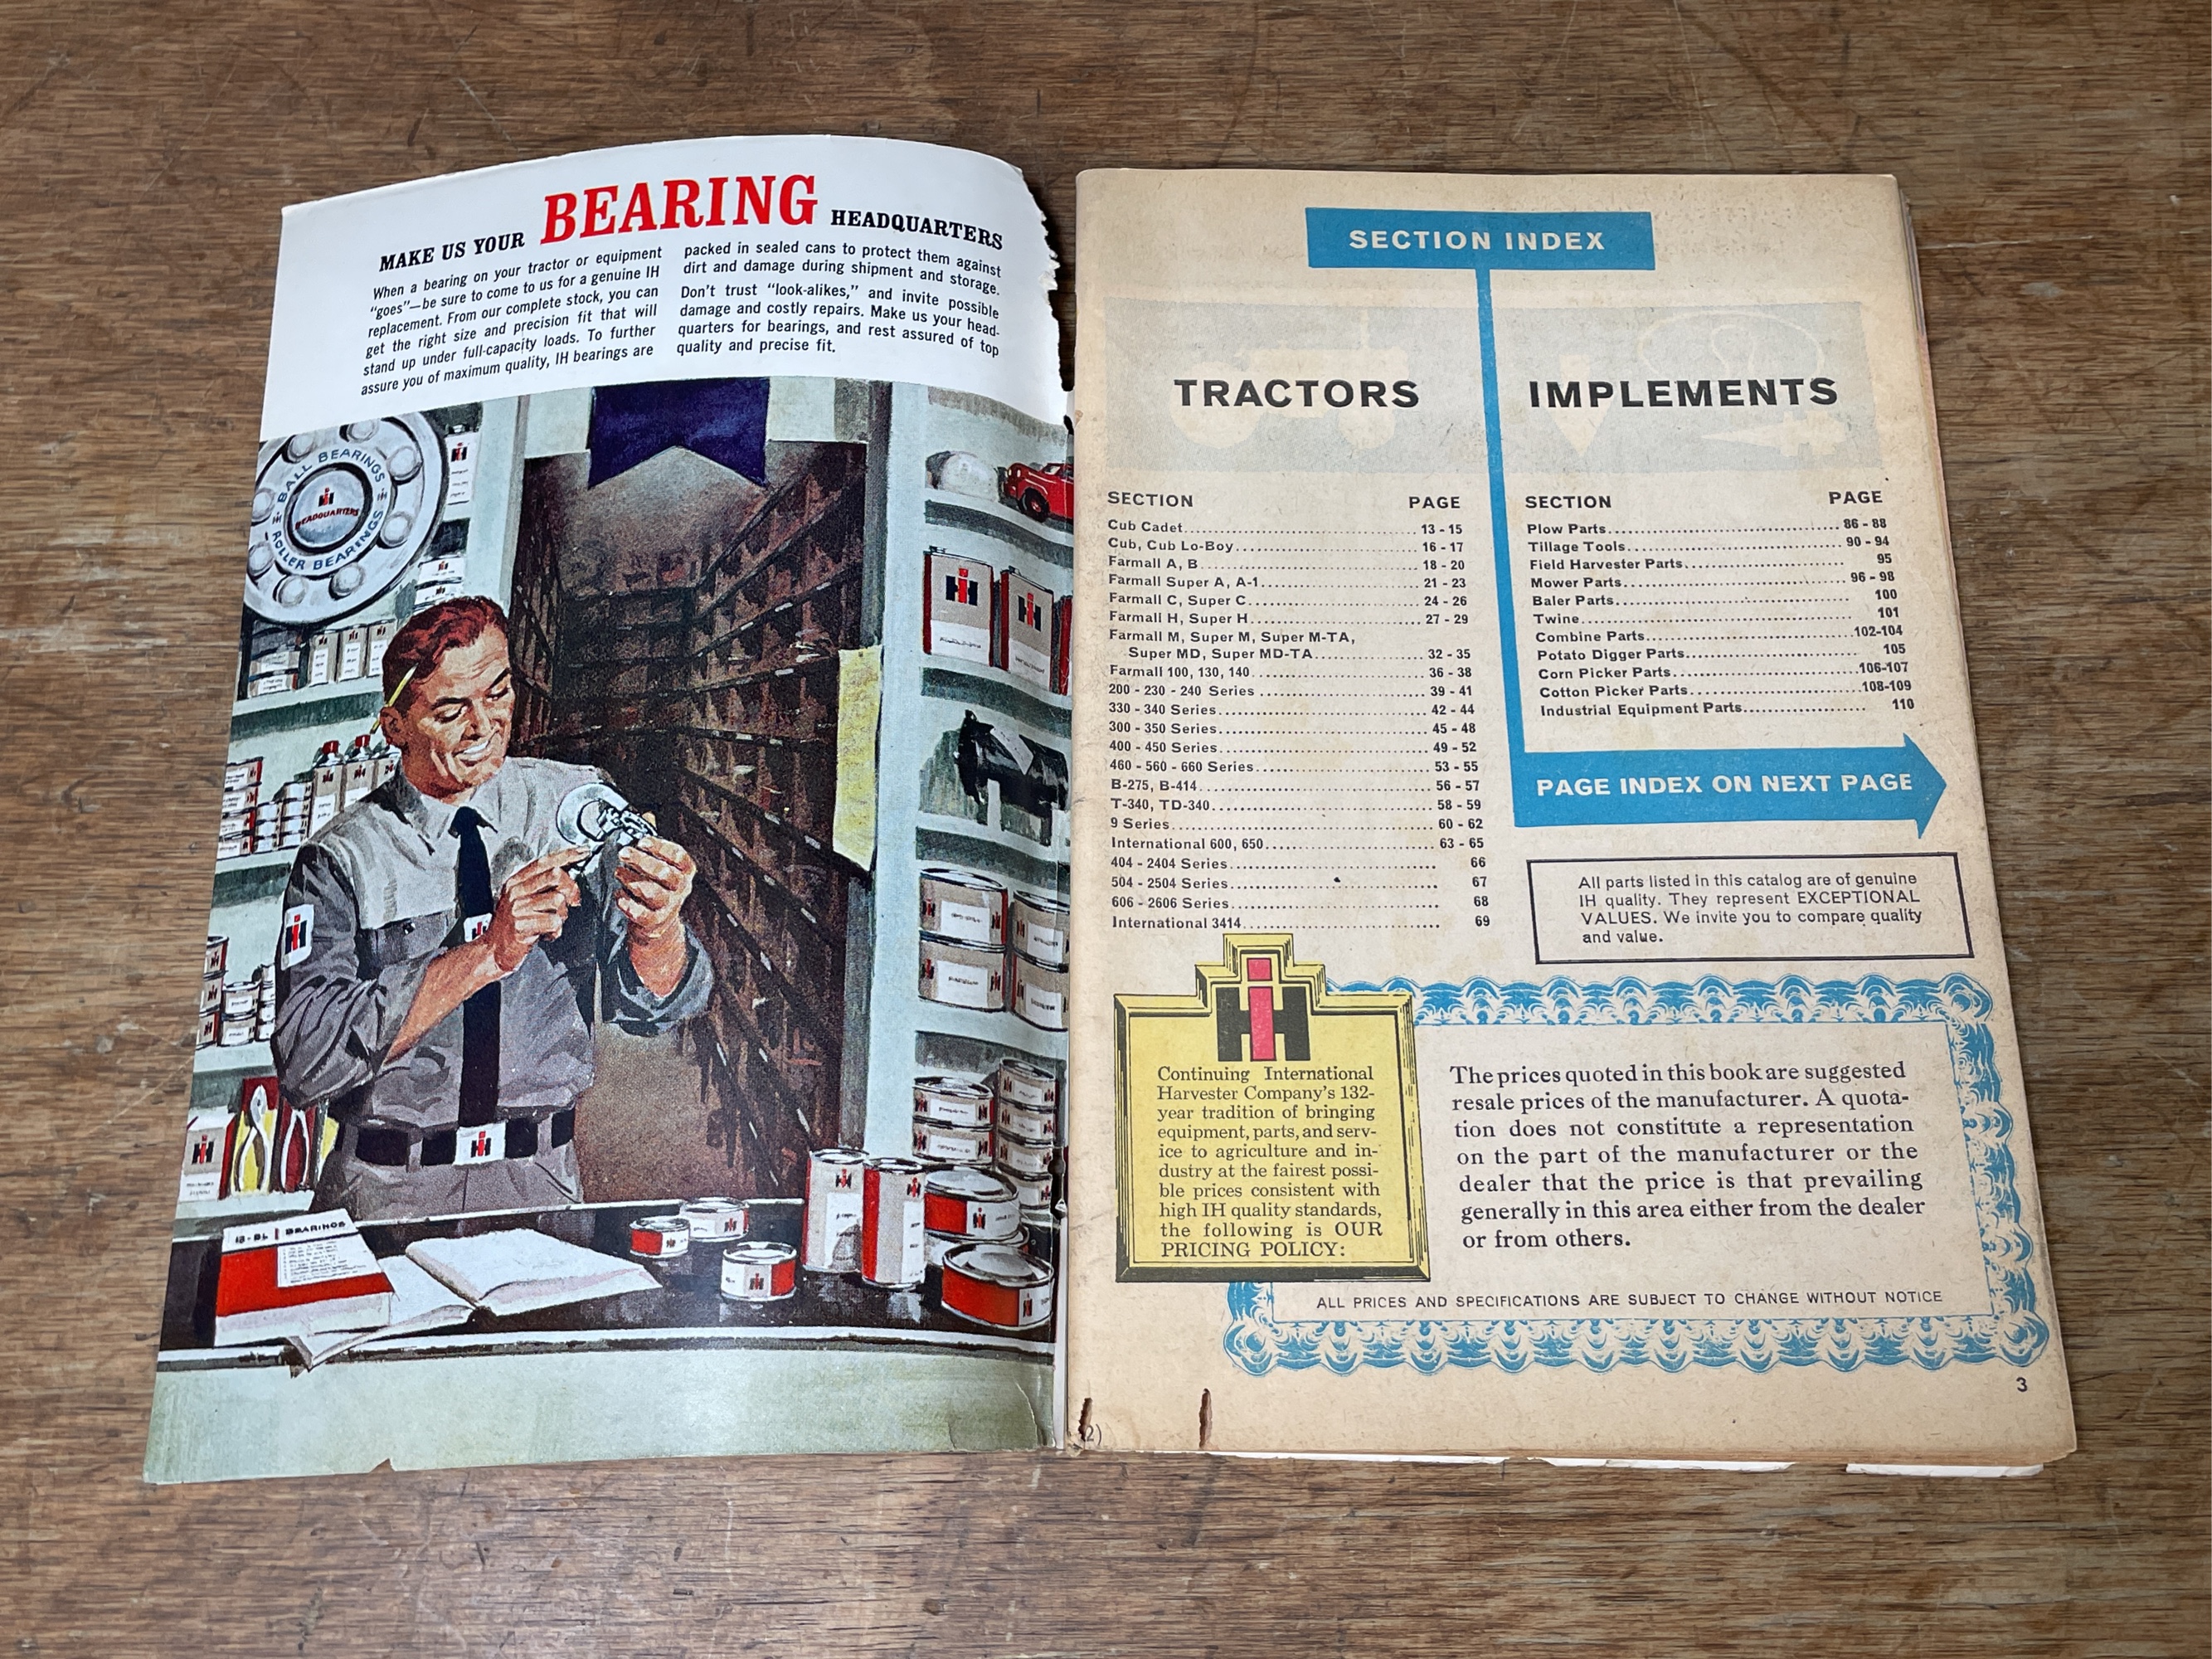 MAKE US YOUR BEARING HEADQUARTERS
When a bearing on your tractor or equipment
"goes"—be sure to come to us for a genuine IH
replacement. From our complete stock, you can
get the right size and precision fit that will
stand up under full-capacity loads. To further
assure you of maximum quality, IH bearings are
packed in sealed cans to protect them against
dirt and damage during shipment and storage.
Don't trust "look-alikes," and invite possible
damage and costly repairs. Make us your head-
quarters for bearings, and rest assured of top
quality and precise fit.
BALL BEARINGS
HEADQUARTERS
ROLLER BEARINGS
BEARINGS
SECTION INDEX
TRACTORS
SECTION PAGE
Cub Cadet 13 - 15
Cub, Cub Lo-Boy 16 - 17
Farmall A, B 18 - 20
Farmall Super A, A-1 21 - 23
Farmall C, Super C 24 - 26
Farmall H, Super H 27 - 29
Farmall M, Super M, Super M-TA,
Super MD, Super MD-TA 32 - 35
Farmall 100, 130, 140 36 - 38
200 - 230 - 240 Series 39 - 41
330 - 340 Series 42 - 44
300 - 350 Series 45 - 48
400 - 450 Series 49 - 52
460 - 560 - 660 Series 53 - 55
B-275, B-414 56 - 57
T-340, TD-340 58 - 59
9 Series 60 - 62
International 600, 650 63 - 65
404 - 2404 Series 66
504 - 2504 Series 67
606 - 2606 Series 68
International 3414 69
IMPLEMENTS
SECTION PAGE
Plow Parts 86 - 88
Tillage Tools 90 - 94
Field Harvester Parts 95
Mower Parts 96 - 98
Baler Parts 100
Twine 101
Combine Parts 102-104
Potato Digger Parts 105
Corn Picker Parts 106-107
Cotton Picker Parts 108-109
Industrial Equipment Parts 110
PAGE INDEX ON NEXT PAGE
All parts listed in this catalog are of genuine
IH quality. They represent EXCEPTIONAL
VALUES. We invite you to compare quality
and value.
IH
Continuing International
Harvester Company's 132-
year tradition of bringing
equipment, parts, and serv-
ice to agriculture and in-
dustry at the fairest possi-
ble prices consistent with
high IH quality standards,
the following is OUR
PRICING POLICY:
The prices quoted in this book are suggested
resale prices of the manufacturer. A quota-
tion does not constitute a representation
on the part of the manufacturer or the
dealer that the price is that prevailing
generally in this area either from the dealer
or from others.
ALL PRICES AND SPECIFICATIONS ARE SUBJECT TO CHANGE WITHOUT NOTICE
3
2)